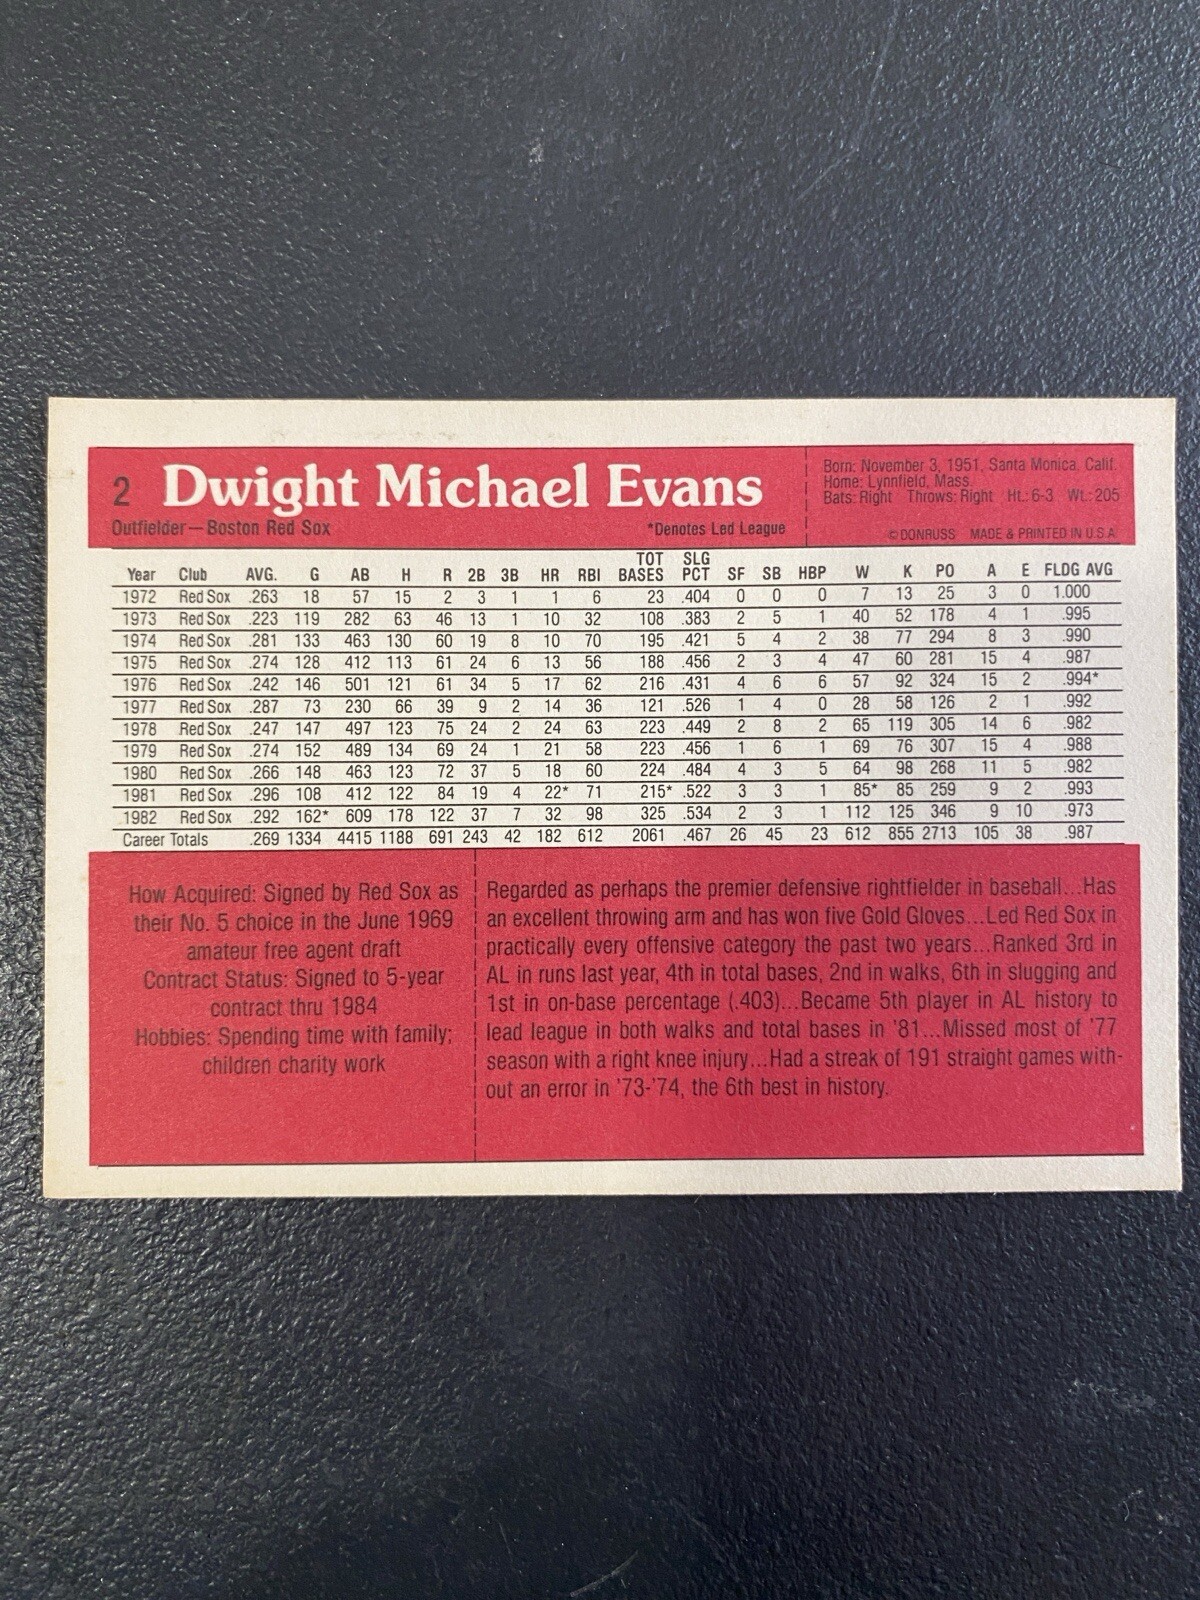 2 Dwight Michael Evans
Outfielder—Boston Red Sox *Denotes Led League
Born: November 3, 1951, Santa Monica, Calif.
Home: Lynnfield, Mass.
Bats: Right Throws: Right Ht.: 6-3 Wt.: 205
© DONRUSS MADE & PRINTED IN U.S.A.
Year Club AVG. G AB H R 2B 3B HR RBI TOT BASES SLG PCT SF SB HBP W K PO A E FLDG AVG
1972 Red Sox .263 18 57 15 2 3 1 1 6 23 .404 0 0 0 7 13 25 3 0 1.000
1973 Red Sox .223 119 282 63 46 13 1 10 32 108 .383 2 5 1 40 52 178 4 1 .995
1974 Red Sox .281 133 463 130 60 19 8 10 70 195 .421 5 4 2 38 77 294 8 3 .990
1975 Red Sox .274 128 412 113 61 24 6 13 56 188 .456 2 3 4 47 60 281 15 4 .987
1976 Red Sox .242 146 501 121 61 34 5 17 62 216 .431 4 6 6 57 92 324 15 2 .994*
1977 Red Sox .287 73 230 66 39 9 2 14 36 121 .526 1 4 0 28 58 126 2 1 .992
1978 Red Sox .247 147 497 123 75 24 2 24 63 223 .449 2 8 2 65 119 305 14 6 .982
1979 Red Sox .274 152 489 134 69 24 1 21 58 223 .456 1 6 1 69 76 307 15 4 .988
1980 Red Sox .266 148 463 123 72 37 5 18 60 224 .484 4 3 5 64 98 268 11 5 .982
1981 Red Sox .296 108 412 122 84 19 4 22* 71 215* .522 3 3 1 85* 85 259 9 2 .993
1982 Red Sox .292 162* 609 178 122 37 7 32 98 325 .534 2 3 1 112 125 346 9 10 .973
Career Totals .269 1334 4415 1188 691 243 42 182 612 2061 .467 26 45 23 612 855 2713 105 38 .987
How Acquired: Signed by Red Sox as
their No. 5 choice in the June 1969
amateur free agent draft
Contract Status: Signed to 5-year
contract thru 1984
Hobbies: Spending time with family;
children charity work
Regarded as perhaps the premier defensive rightfielder in baseball...Has
an excellent throwing arm and has won five Gold Gloves...Led Red Sox in
practically every offensive category the past two years...Ranked 3rd in
AL in runs last year, 4th in total bases, 2nd in walks, 6th in slugging and
1st in on-base percentage (.403)...Became 5th player in AL history to
lead league in both walks and total bases in '81...Missed most of '77
season with a right knee injury...Had a streak of 191 straight games with-
out an error in '73-'74, the 6th best in history.